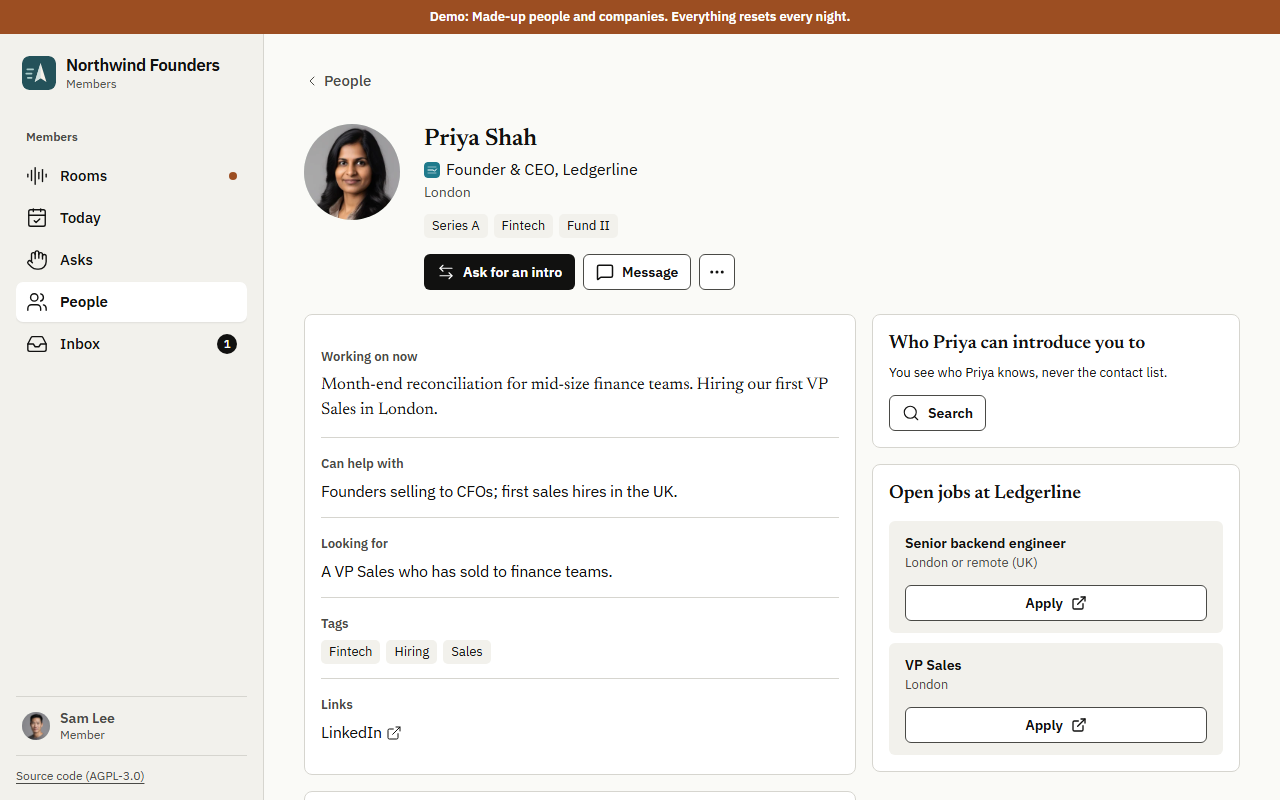 Demo: Made-up people and companies. Everything resets every night.
Northwind Founders
Members
Members
Rooms
Today
Asks
People
Inbox
1
Sam Lee
Member
Source code (AGPL-3.0)
People
Priya Shah
Founder & CEO, Ledgerline
London
Series A
Fintech
Fund II
Ask for an intro
Message
Working on now
Month-end reconciliation for mid-size finance teams. Hiring our first VP
Sales in London.
Can help with
Founders selling to CFOs; first sales hires in the UK.
Looking for
A VP Sales who has sold to finance teams.
Tags
Fintech
Hiring
Sales
Links
LinkedIn
Who Priya can introduce you to
You see who Priya knows, never the contact list.
Search
Open jobs at Ledgerline
Senior backend engineer
London or remote (UK)
Apply
VP Sales
London
Apply